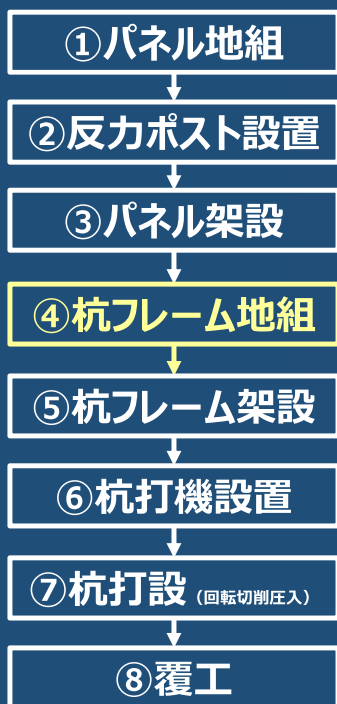 ①パネル地組
②反力ポスト設置
③パネル架設
④杭フレーム地組
⑤杭フレーム架設
⑥杭打機設置
⑦杭打設（回転切削圧入）
⑧覆工